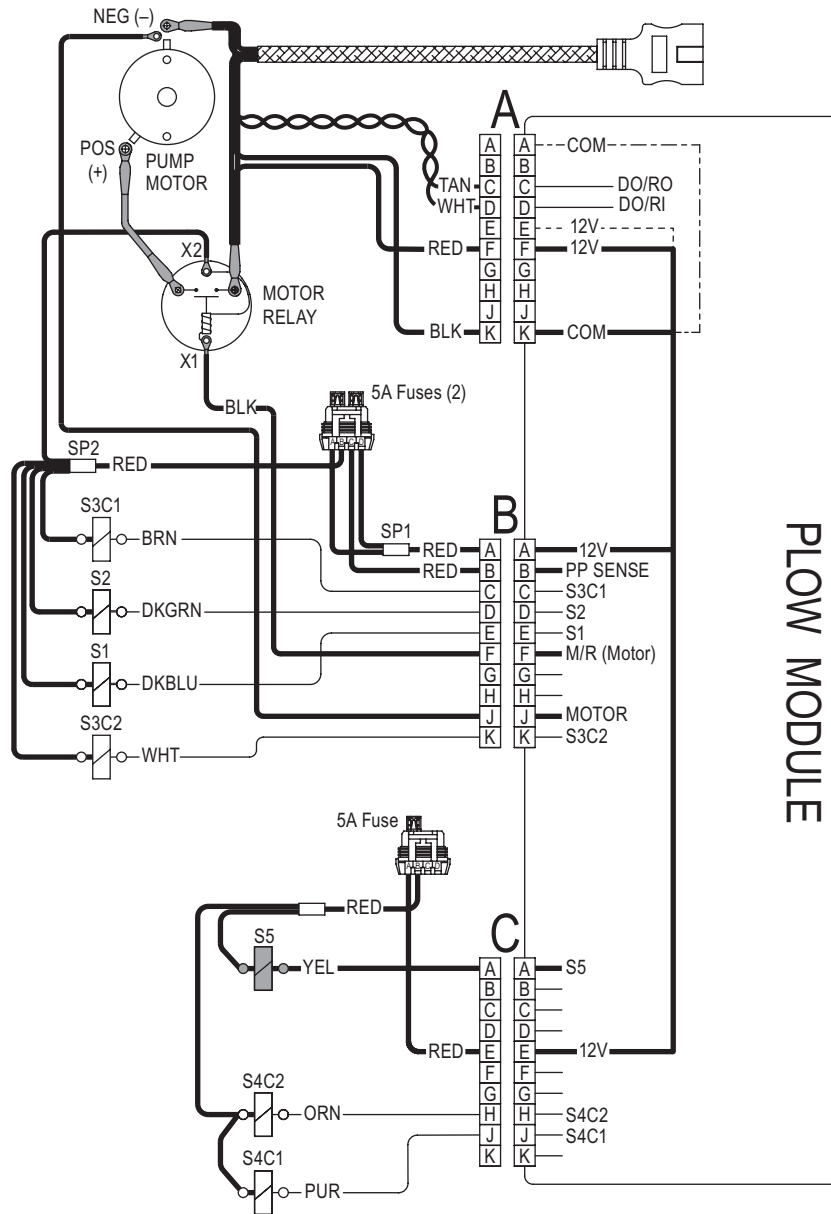 NEG (–)
POS
(+)
PUMP
MOTOR
X2
MOTOR
RELAY
X1
BLK
5A Fuses (2)
A B C D
SP2
RED
SP1
S3C1
BRN
S2
DKGRN
S1
DKBLU
S3C2
WHT
TAN
WHT
RED
BLK
A
A A COM
B B
C C DO/RO
D D DO/RI
E E 12V
F F 12V
G G
H H
J J
K K COM
B
RED A A 12V
RED B B PP SENSE
C C S3C1
D D S2
E E S1
F F M/R (Motor)
G G
H H
J J MOTOR
K K S3C2
5A Fuse
A B C D
RED
S5
YEL
RED
S4C2
ORN
S4C1
PUR
C
A A S5
B B
C C
D D
E E 12V
F F
G G
H H S4C2
J J S4C1
K K
PLOW MODULE